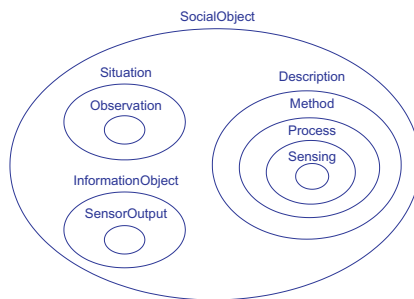 SocialObject
Situation
Observation
InformationObject
SensorOutput
Description
Method
Process
Sensing